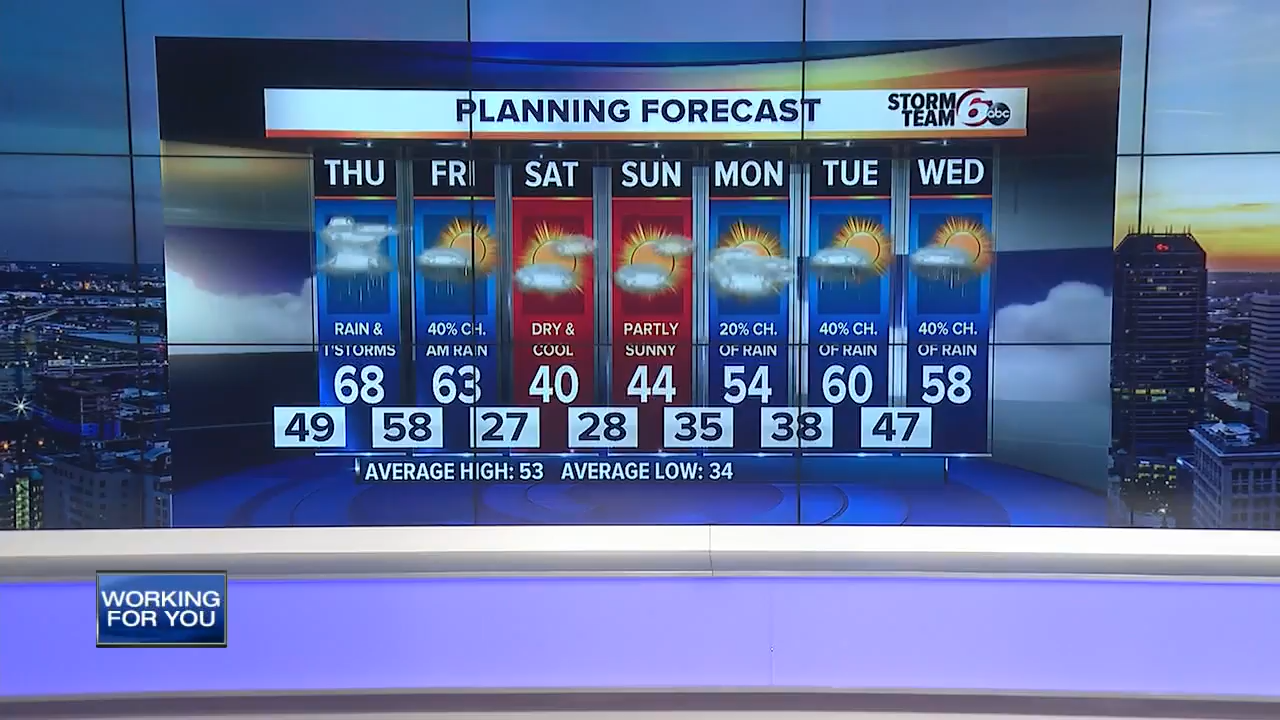 PLANNING FORECAST
STORM
TEAM 6 abc
THU FRI SAT SUN MON TUE WED
RAIN & 40% CH. DRY & PARTLY 20% CH. 40% CH. 40% CH.
T'STORMS AM RAIN COOL SUNNY OF RAIN OF RAIN OF RAIN
68 63 40 44 54 60 58
49 58 27 28 35 38 47
AVERAGE HIGH: 53 AVERAGE LOW: 34
WORKING
FOR YOU